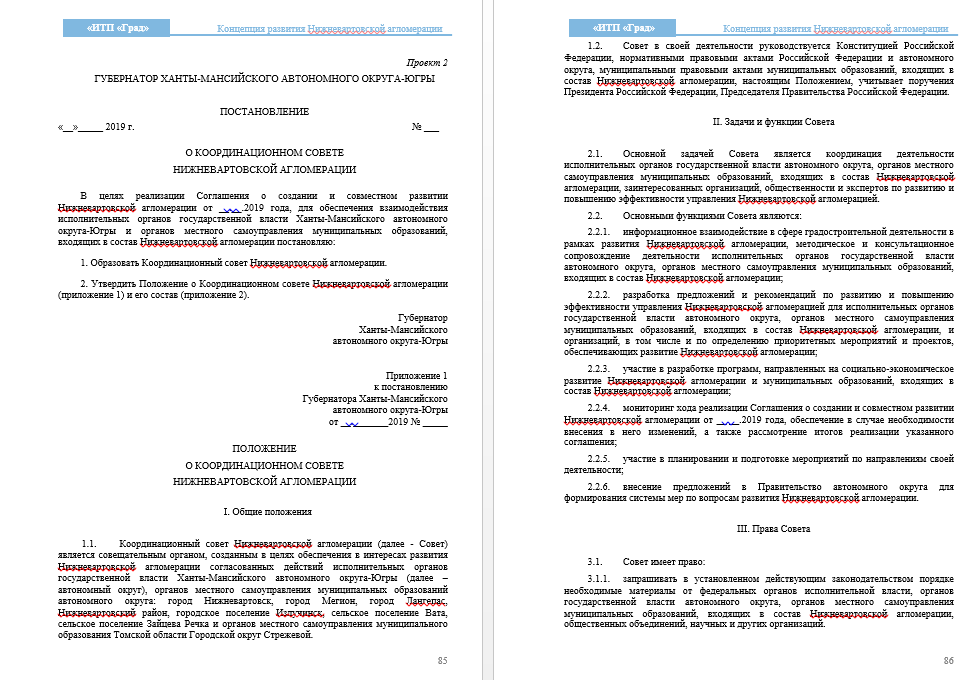 «ИТП «Град»
Концепция развития Нижневартовской агломерации
Проект 2
ГУБЕРНАТОР ХАНТЫ-МАНСИЙСКОГО АВТОНОМНОГО ОКРУГА-ЮГРЫ
ПОСТАНОВЛЕНИЕ
«__»_____ 2019 г.
№ ___
О КООРДИНАЦИОННОМ СОВЕТЕ
НИЖНЕВАРТОВСКОЙ АГЛОМЕРАЦИИ
В целях реализации Соглашения о создании и совместном развитии
Нижневартовской агломерации от __.__.2019 года, для обеспечения взаимодействия
исполнительных органов государственной власти Ханты-Мансийского автономного
округа-Югры и органов местного самоуправления муниципальных образований,
входящих в состав Нижневартовской агломерации постановляю:
1. Образовать Координационный совет Нижневартовской агломерации.
2. Утвердить Положение о Координационном совете Нижневартовской агломерации
(приложение 1) и его состав (приложение 2).
Губернатор
Ханты-Мансийского
автономного округа-Югры
Приложение 1
к постановлению
Губернатора Ханты-Мансийского
автономного округа-Югры
от __.______2019 № _____
ПОЛОЖЕНИЕ
О КООРДИНАЦИОННОМ СОВЕТЕ
НИЖНЕВАРТОВСКОЙ АГЛОМЕРАЦИИ
I. Общие положения
1.1. Координационный совет Нижневартовской агломерации (далее - Совет)
является совещательным органом, созданным в целях обеспечения в интересах развития
Нижневартовской агломерации согласованных действий исполнительных органов
государственной власти Ханты-Мансийского автономного округа-Югры (далее –
автономный округ), органов местного самоуправления муниципальных образований
автономного округа: город Нижневартовск, город Мегион, город Лангепас,
Нижневартовский район, городское поселение Излучинск, сельское поселение Вата,
сельское поселение Зайцева Речка и органов местного самоуправления муниципального
образования Томской области Городской округ Стрежевой.
85
«ИТП «Град»
Концепция развития Нижневартовской агломерации
1.2. Совет в своей деятельности руководствуется Конституцией Российской
Федерации, нормативными правовыми актами Российской Федерации и автономного
округа, муниципальными правовыми актами муниципальных образований, входящих в
состав Нижневартовской агломерации, настоящим Положением, учитывает поручения
Президента Российской Федерации, Председателя Правительства Российской Федерации.
II. Задачи и функции Совета
2.1. Основной задачей Совета является координация деятельности
исполнительных органов государственной власти автономного округа, органов местного
самоуправления муниципальных образований, входящих в состав Нижневартовской
агломерации, заинтересованных организаций, общественности и экспертов по развитию и
повышению эффективности управления Нижневартовской агломерацией.
2.2. Основными функциями Совета являются:
2.2.1. информационное взаимодействие в сфере градостроительной деятельности в
рамках развития Нижневартовской агломерации, методическое и консультационное
сопровождение деятельности исполнительных органов государственной власти
автономного округа, органов местного самоуправления муниципальных образований,
входящих в состав Нижневартовской агломерации;
2.2.2. разработка предложений и рекомендаций по развитию и повышению
эффективности управления Нижневартовской агломерацией для исполнительных органов
государственной власти автономного округа, органов местного самоуправления
муниципальных образований, входящих в состав Нижневартовской агломерации, и
организаций, в том числе и по определению приоритетных мероприятий и проектов,
обеспечивающих развитие Нижневартовской агломерации;
2.2.3. участие в разработке программ, направленных на социально-экономическое
развитие Нижневартовской агломерации и муниципальных образований, входящих в
состав Нижневартовской агломерации;
2.2.4. мониторинг хода реализации Соглашения о создании и совместном развитии
Нижневартовской агломерации от __.__.2019 года, обеспечение в случае необходимости
внесения в него изменений, а также рассмотрение итогов реализации указанного
соглашения;
2.2.5. участие в планировании и подготовке мероприятий по направлениям своей
деятельности;
2.2.6. внесение предложений в Правительство автономного округа для
формирования системы мер по вопросам развития Нижневартовской агломерации.
III. Права Совета
3.1. Совет имеет право:
3.1.1. запрашивать в установленном действующим законодательством порядке
необходимые материалы от федеральных органов исполнительной власти, органов
государственной власти автономного округа, органов местного самоуправления
муниципальных образований, входящих в состав Нижневартовской агломерации,
общественных объединений, научных и других организаций.
86